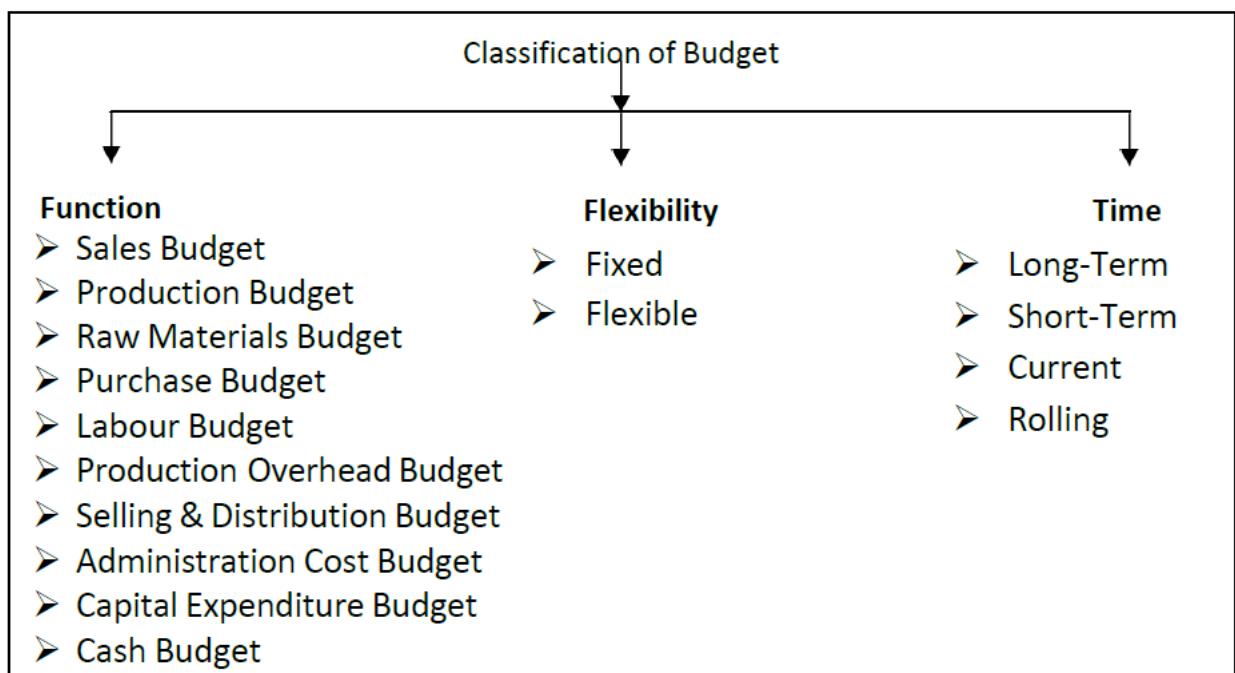 Classification of Budget
Function
Sales Budget
Production Budget
Raw Materials Budget
Purchase Budget
Labour Budget
Production Overhead Budget
Selling & Distribution Budget
Administration Cost Budget
Capital Expenditure Budget
Cash Budget
Flexibility
Fixed
Flexible
Time
Long-Term
Short-Term
Current
Rolling